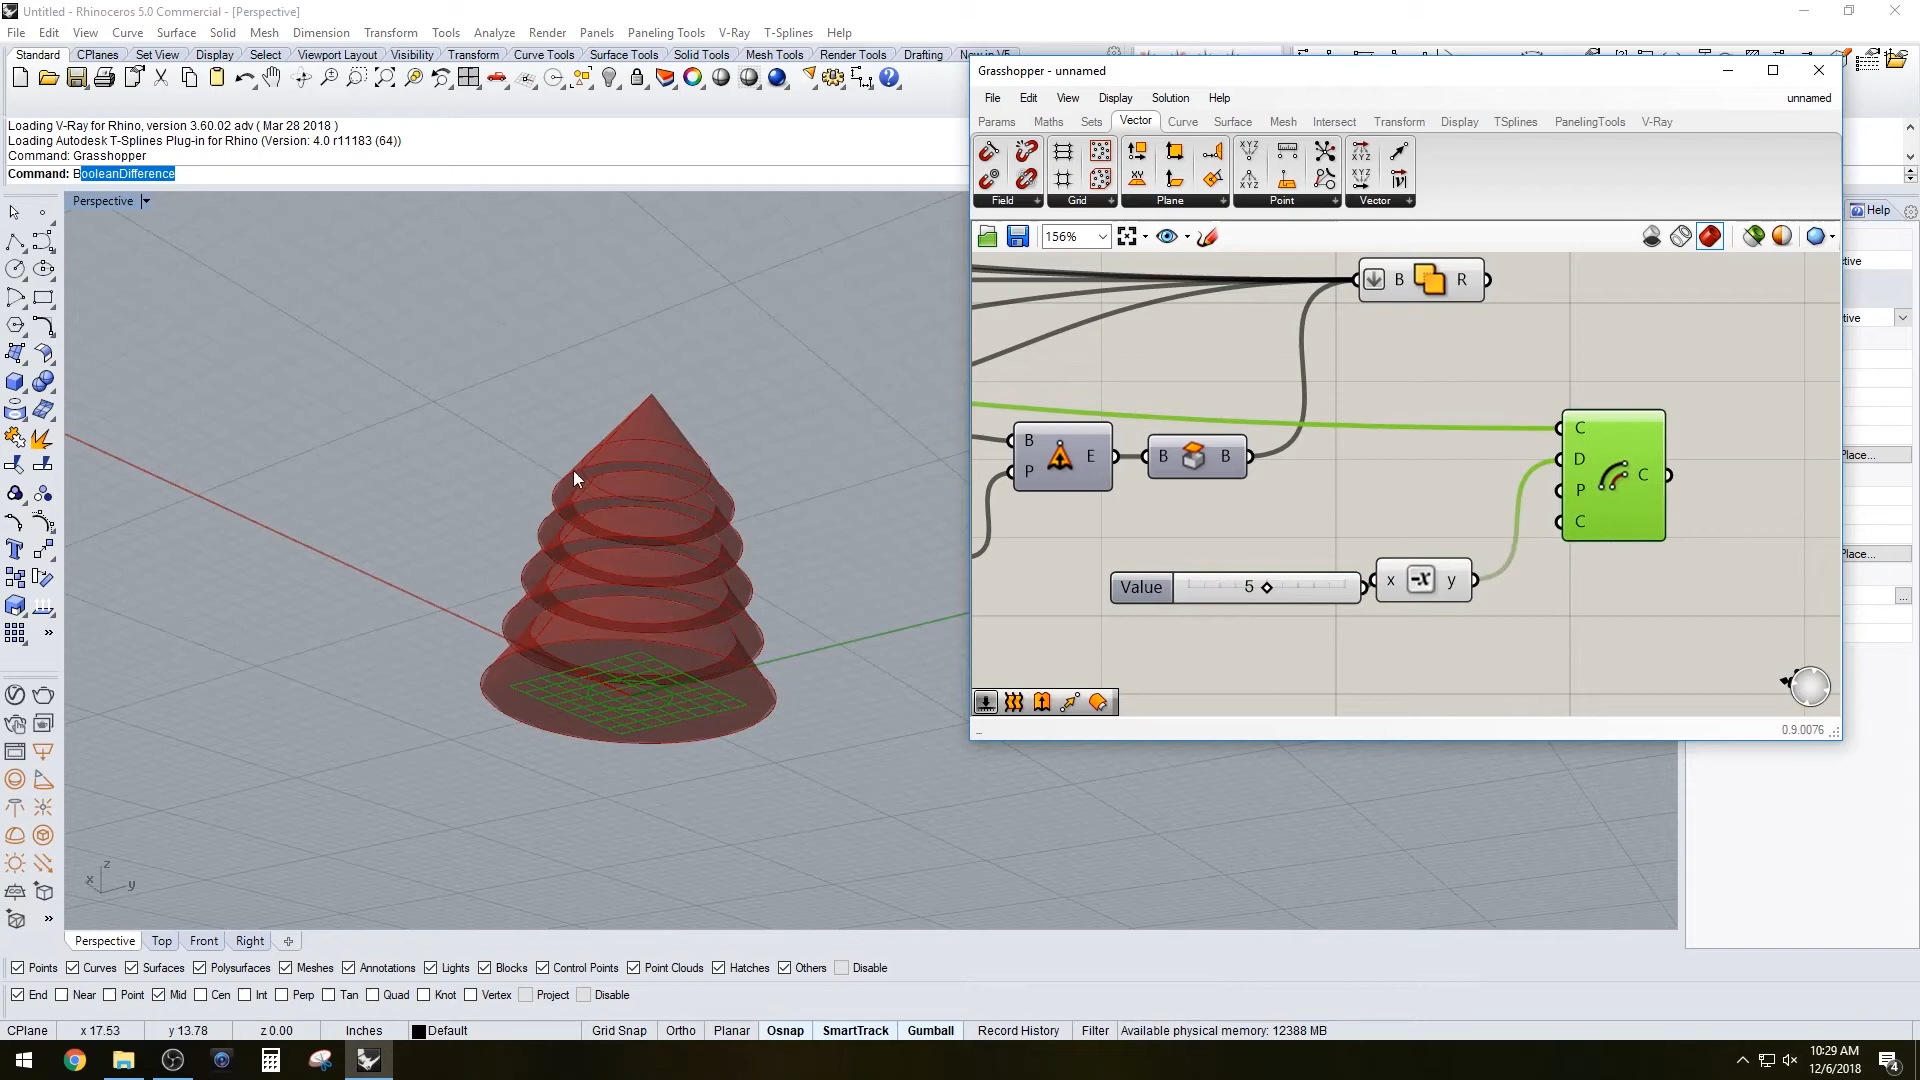 Untitled - Rhinoceros 5.0 Commercial - [Perspective]
File Edit View Curve Surface Solid Mesh Dimension Transform Tools Analyze Render Panels Paneling Tools V-Ray T-Splines Help
Standard CPlanes Set View Display Select Viewport Layout Visibility Transform Curve Tools Surface Tools Solid Tools Mesh Tools Render Tools Drafting New in V5
Loading V-Ray for Rhino, version 3.60.02 adv ( Mar 28 2018 )
Loading Autodesk T-Splines Plug-in for Rhino (Version: 4.0 r11183 (64))
Command: Grasshopper
Command: BooleanDifference
Perspective
Grasshopper - unnamed
File Edit View Display Solution Help unnamed
Params Maths Sets Vector Curve Surface Mesh Intersect Transform Display TSplines PanelingTools V-Ray
Field Grid Plane Point Vector
156%
B R
C
D
P
C
C
B
P
E
B B
Value 5
x -x y
0.9.0076
Help
tive
tive
Place...
Place...
...
z
x y
Perspective Top Front Right
Points Curves Surfaces Polysurfaces Meshes Annotations Lights Blocks Control Points Point Clouds Hatches Others Disable
End Near Point Mid Cen Int Perp Tan Quad Knot Vertex Project Disable
CPlane x 17.53 y 13.78 z 0.00 Inches Default Grid Snap Ortho Planar Osnap SmartTrack Gumball Record History Filter Available physical memory: 12388 MB
10:29 AM
12/6/2018
4